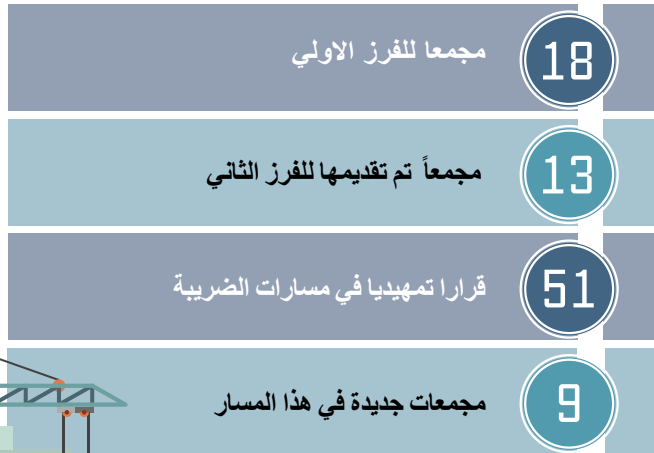 18
مجمعا للفرز الاولي
13
مجمعاً تم تقديمها للفرز الثاني
51
قرارا تمهيديا في مسارات الضريبة
9
مجمعات جديدة في هذا المسار